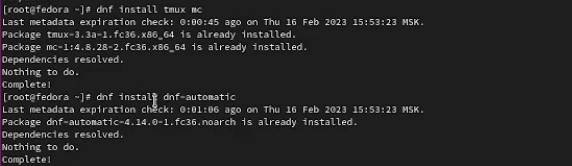 [root@fedora ~]# dnf install tmux mc
Last metadata expiration check: 0:00:45 ago on Thu 16 Feb 2023 15:53:23 MSK.
Package tmux-3.3a-1.fc36.x86_64 is already installed.
Package mc-1:4.8.28-2.fc36.x86_64 is already installed.
Dependencies resolved.
Nothing to do.
Complete!
[root@fedora ~]# dnf install dnf-automatic
Last metadata expiration check: 0:01:06 ago on Thu 16 Feb 2023 15:53:23 MSK.
Package dnf-automatic-4.14.0-1.fc36.noarch is already installed.
Dependencies resolved.
Nothing to do.
Complete!